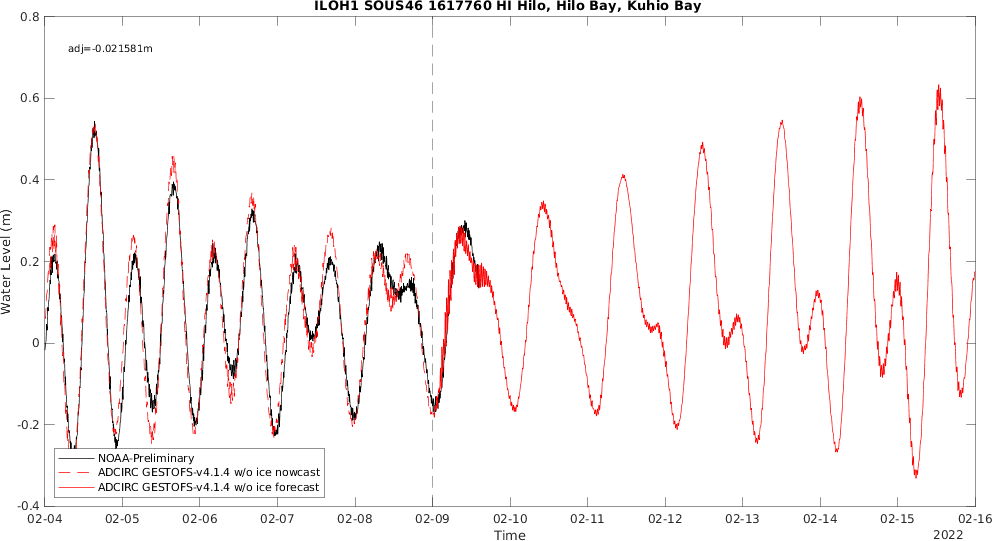 ILOH1 SOUS46 1617760 HI Hilo, Hilo Bay, Kuhio Bay
adj=-0.021581m
0.8
0.6
0.4
0.2
0
-0.2
-0.4
Water Level (m)
NOAA-Preliminary
ADCIRC GESTOFS-v4.1.4 w/o ice nowcast
ADCIRC GESTOFS-v4.1.4 w/o ice forecast
02-04 02-05 02-06 02-07 02-08 02-09 02-10 02-11 02-12 02-13 02-14 02-15 02-16
Time
2022